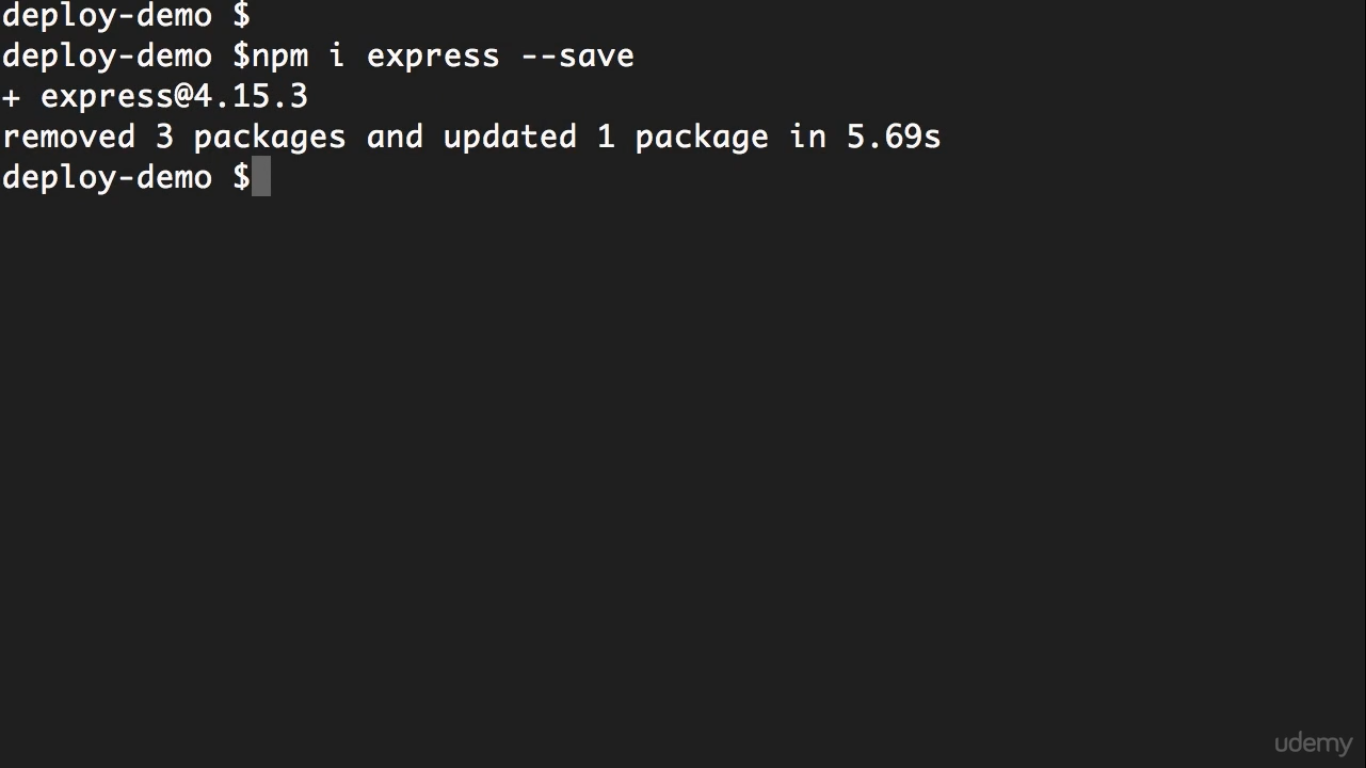 deploy-demo $
deploy-demo $npm i express --save
+ express@4.15.3
removed 3 packages and updated 1 package in 5.69s
deploy-demo $
udemy